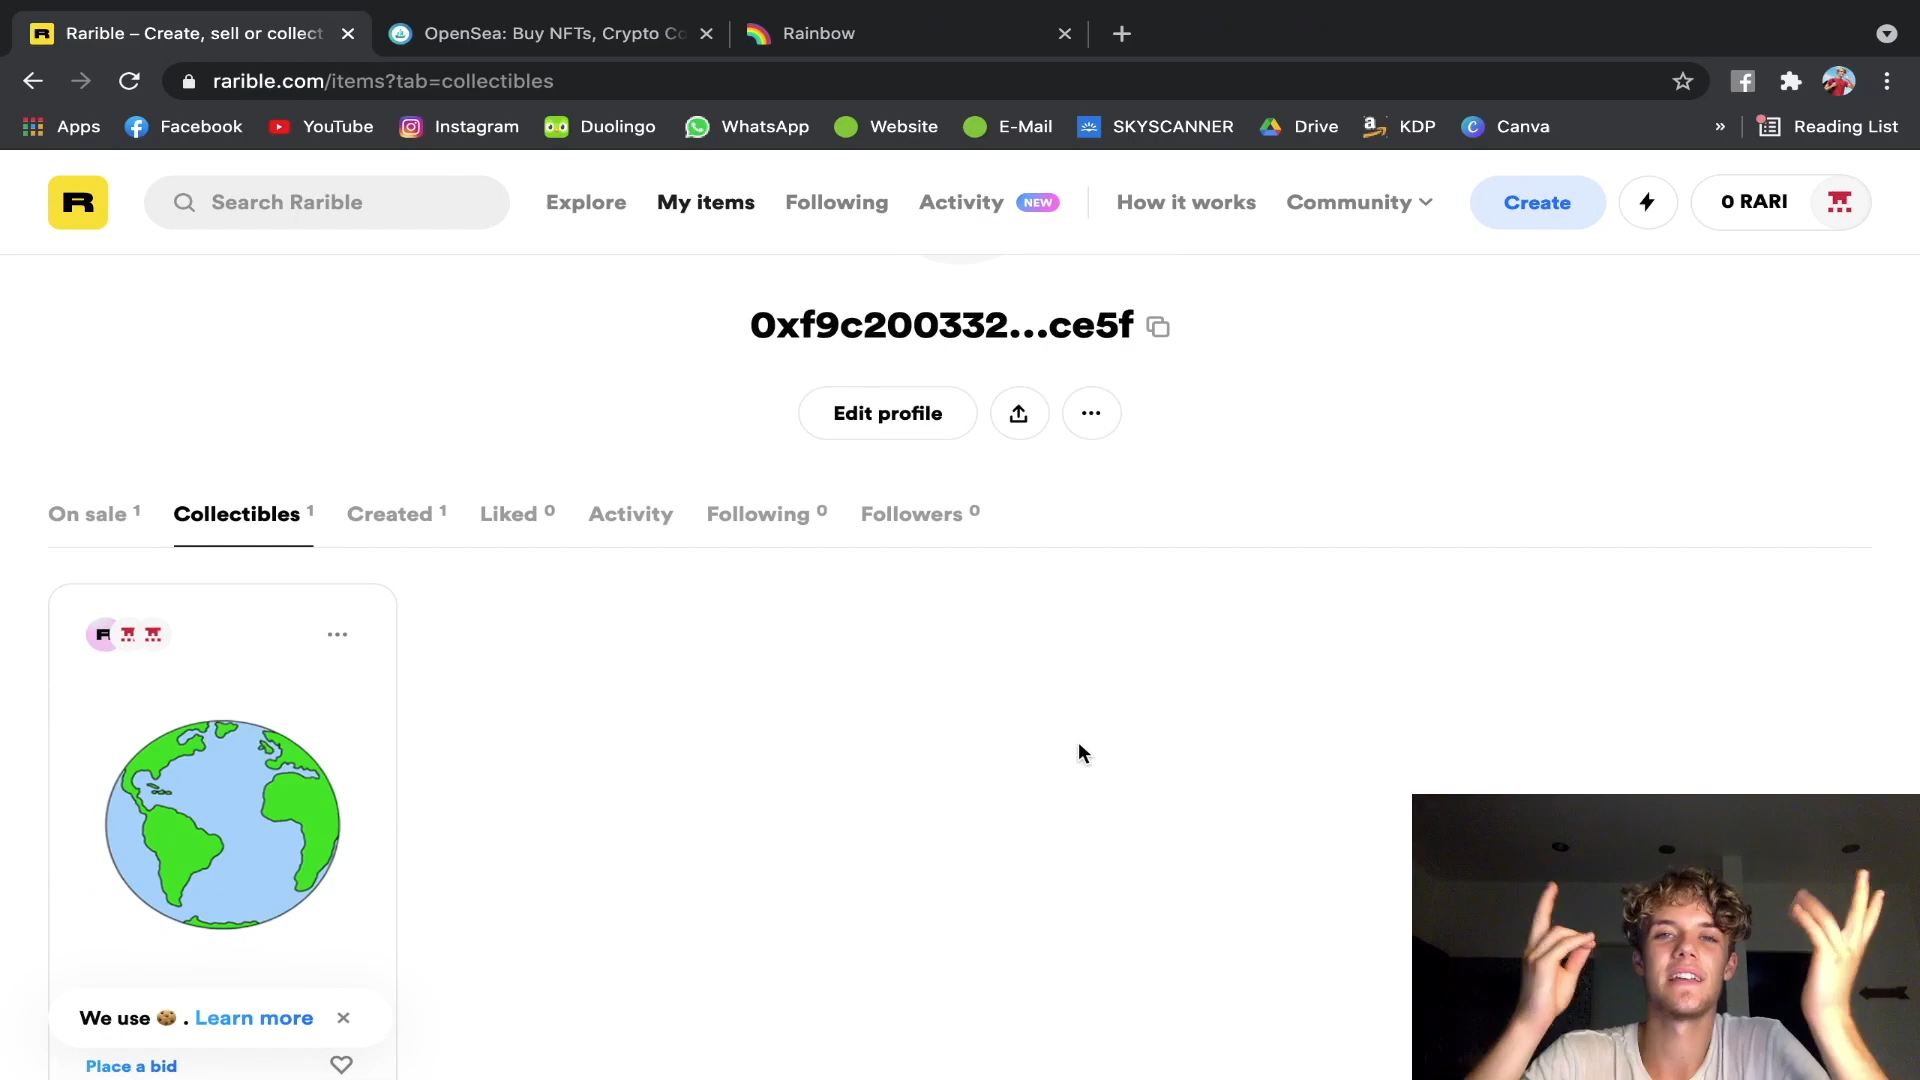 Rarible – Create, sell or collect
OpenSea: Buy NFTs, Crypto Co
Rainbow
rarible.com/items?tab=collectibles
Apps
Facebook
YouTube
Instagram
Duolingo
WhatsApp
Website
E-Mail
SKYSCANNER
Drive
KDP
Canva
»
Reading List
R
Search Rarible
Explore
My items
Following
Activity NEW
How it works
Community
Create
0 RARI
0xf9c200332...ce5f
Edit profile
On sale 1
Collectibles 1
Created 1
Liked 0
Activity
Following 0
Followers 0
We use 🍪 . Learn more
Place a bid